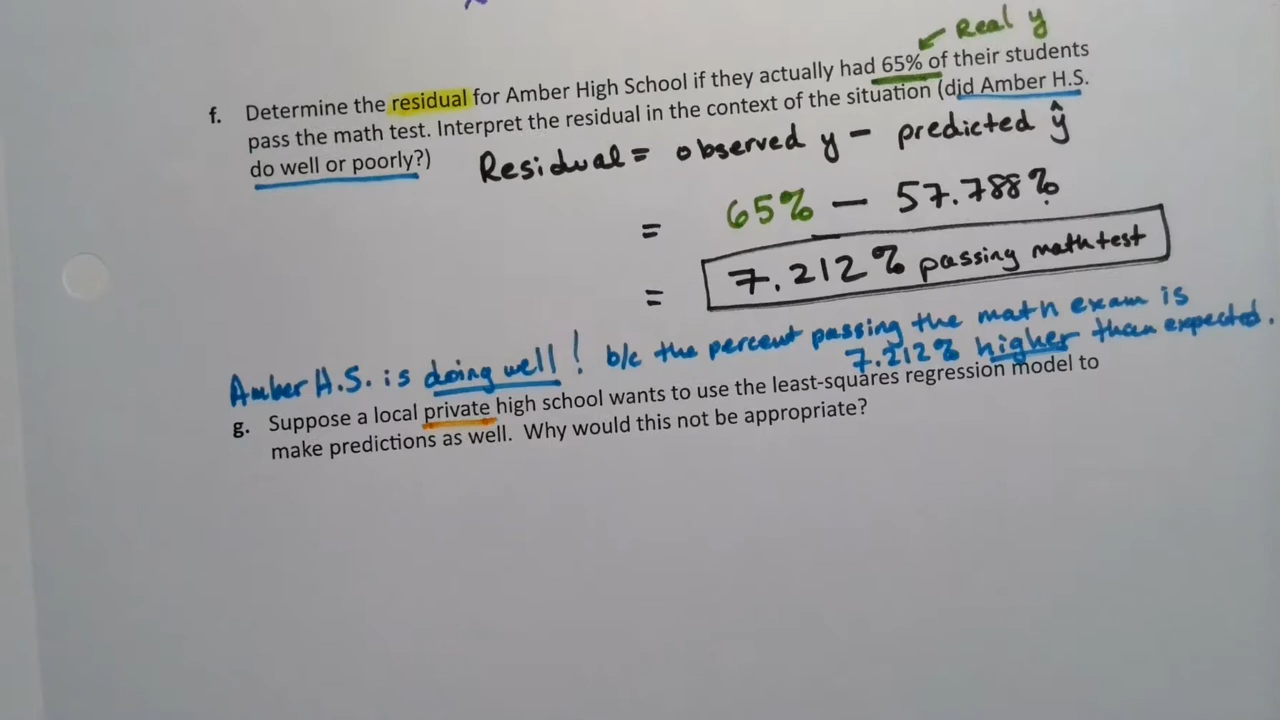 Real y
f. Determine the residual for Amber High School if they actually had 65% of their students
pass the math test. Interpret the residual in the context of the situation (did Amber H.S.
do well or poorly?)
Residual = observed y − predicted ŷ
= 65% − 57.788%
= 7.212% passing math test
Amber H.S. is doing well! b/c the percent passing the math exam is
7.212% higher than expected.
g. Suppose a local private high school wants to use the least-squares regression model to
make predictions as well. Why would this not be appropriate?